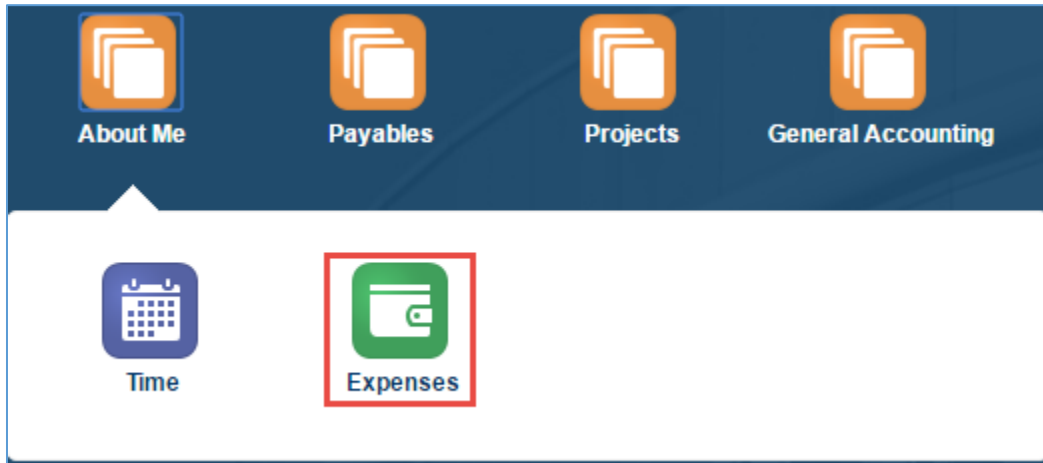 About Me
Payables
Projects
General Accounting
Time
Expenses